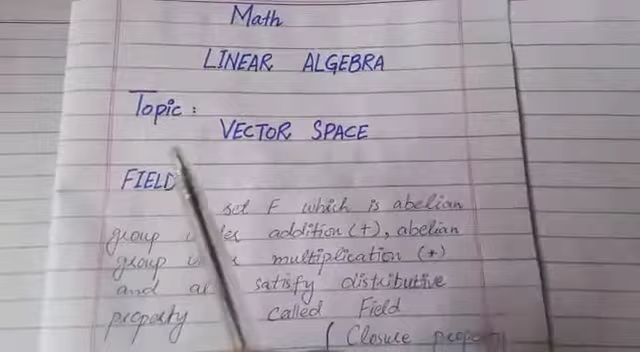 Math
LINEAR ALGEBRA
Topic :
VECTOR SPACE
FIELD
set F which is abelian
group addition (+), abelian
group multiplication (*)
and satisfy distributive
property called Field
( Closure property